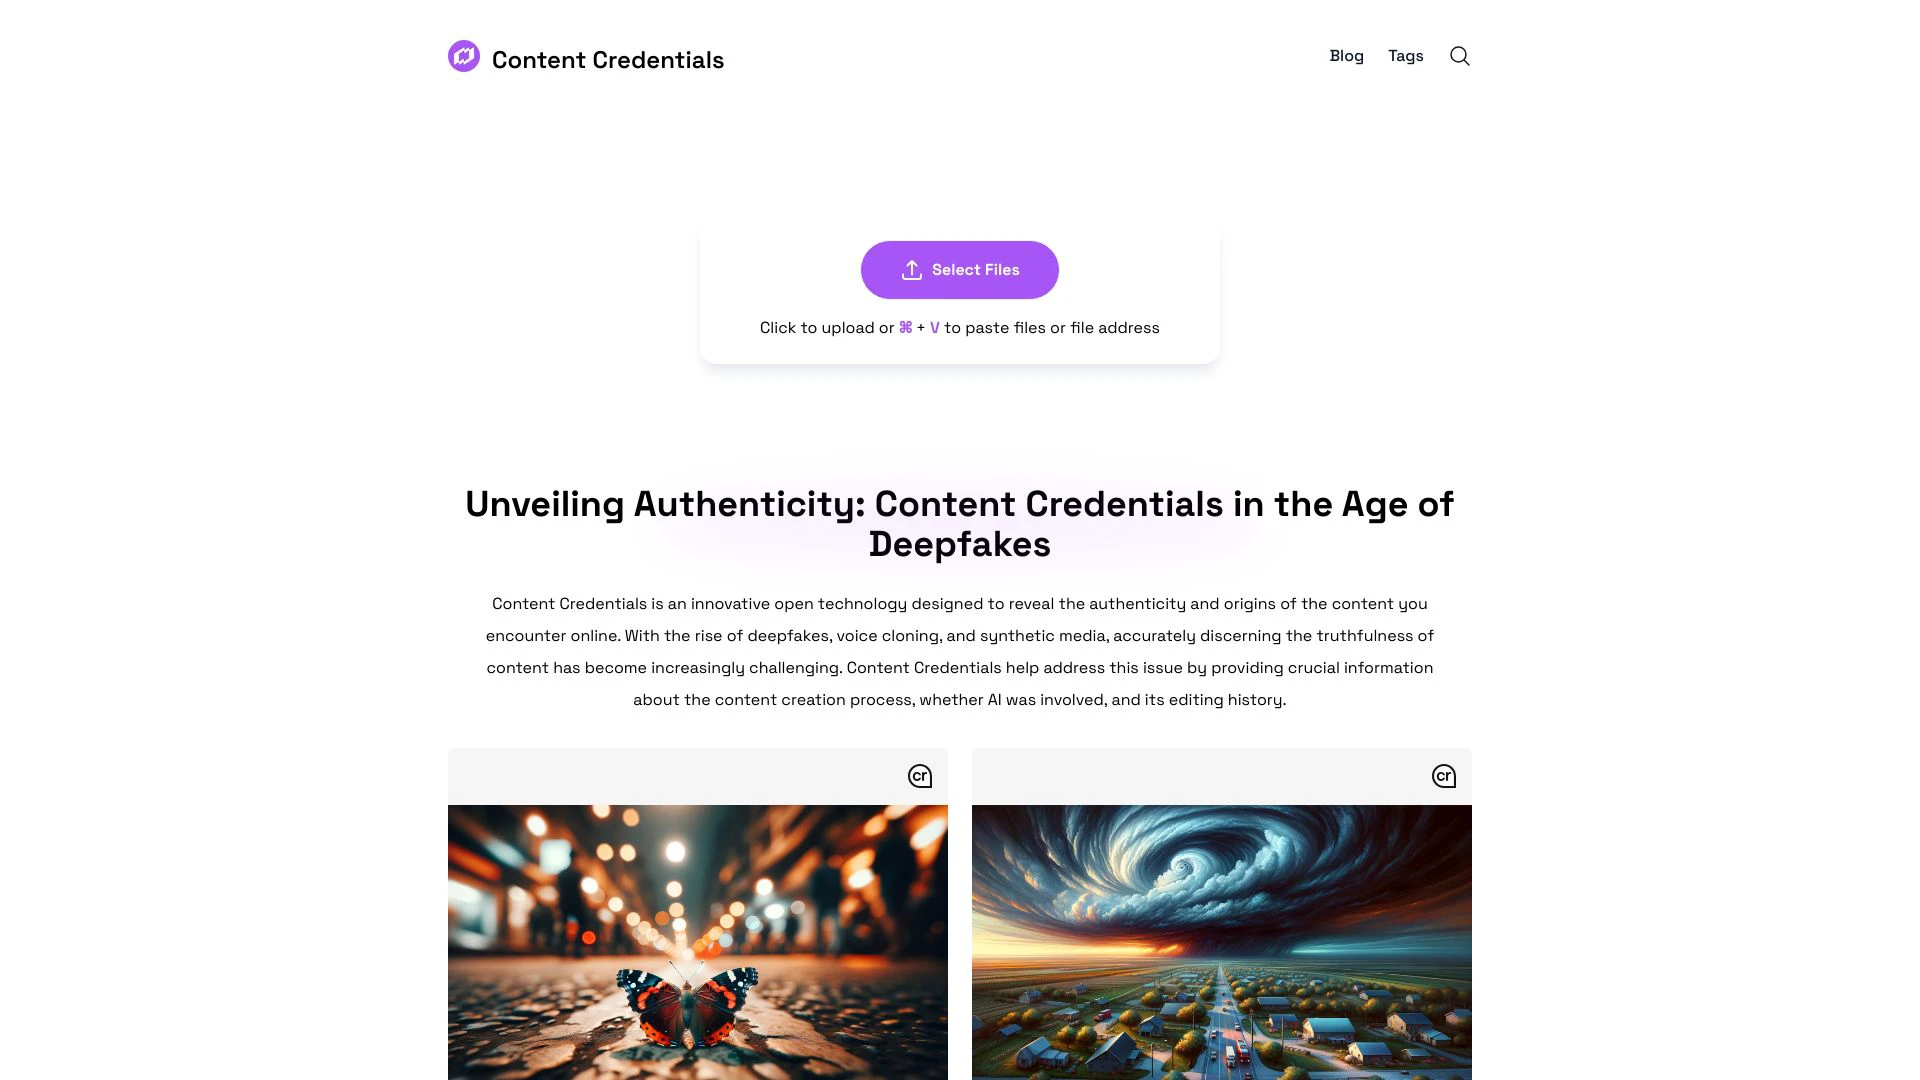 Content Credentials
Blog
Tags
Select Files
Click to upload or ⌘ + V to paste files or file address
Unveiling Authenticity: Content Credentials in the Age of
Deepfakes
Content Credentials is an innovative open technology designed to reveal the authenticity and origins of the content you
encounter online. With the rise of deepfakes, voice cloning, and synthetic media, accurately discerning the truthfulness of
content has become increasingly challenging. Content Credentials help address this issue by providing crucial information
about the content creation process, whether AI was involved, and its editing history.
cr
cr